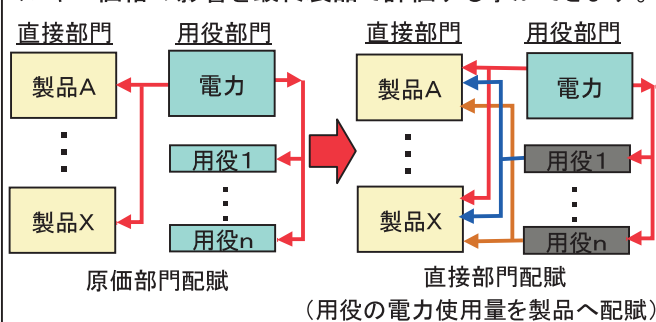 直接部門 用役部門 直接部門 用役部門
製品A 電力 製品A 電力
用役1 用役1
製品X 用役n 製品X 用役n
原価部門配賦 直接部門配賦
(用役の電力使用量を製品へ配賦)